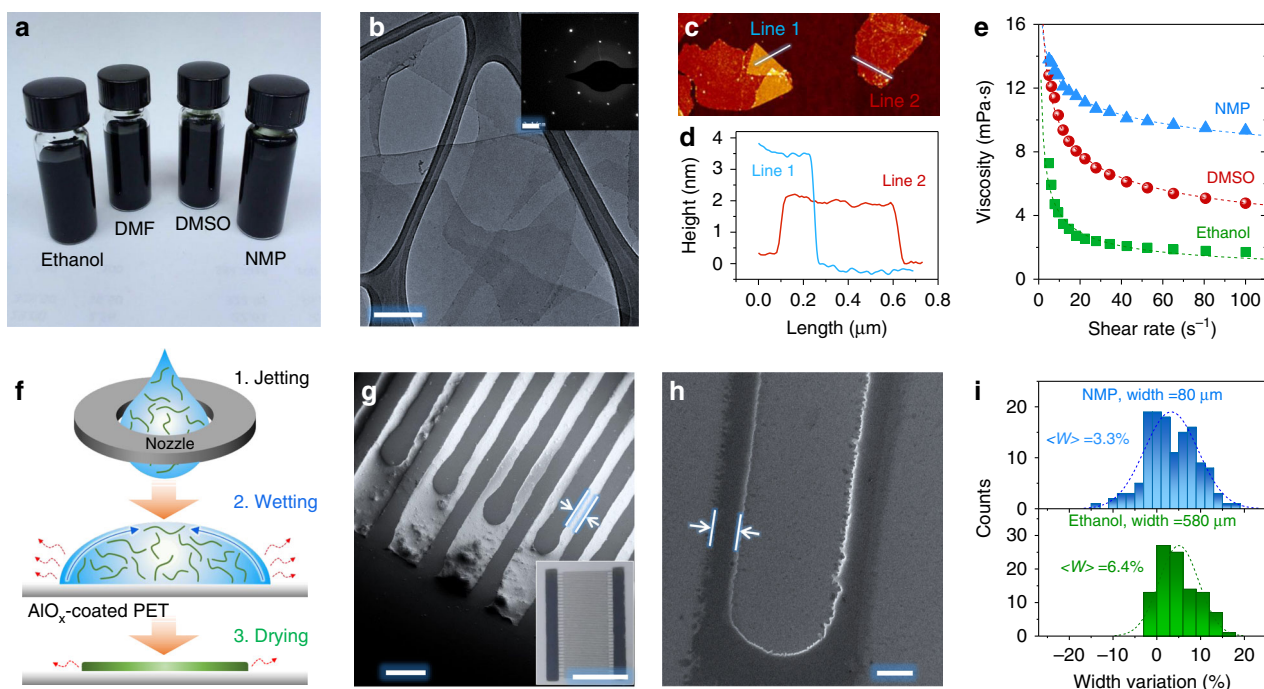 a
Ethanol
DMF
DMSO
NMP
b
c
Line 1
Line 2
d
Height (nm)
4
3
2
1
0
Line 1
Line 2
0.0
0.2
0.4
0.6
0.8
Length (μm)
e
Viscosity (mPa·s)
16
12
8
4
0
NMP
DMSO
Ethanol
0
20
40
60
80
100
Shear rate (s⁻¹)
f
1. Jetting
Nozzle
2. Wetting
AlOₓ-coated PET
3. Drying
g
h
i
Counts
20
10
0
NMP, width =80 μm
<W> =3.3%
30
20
10
0
Ethanol, width =580 μm
<W> =6.4%
–20
–10
0
10
20
Width variation (%)